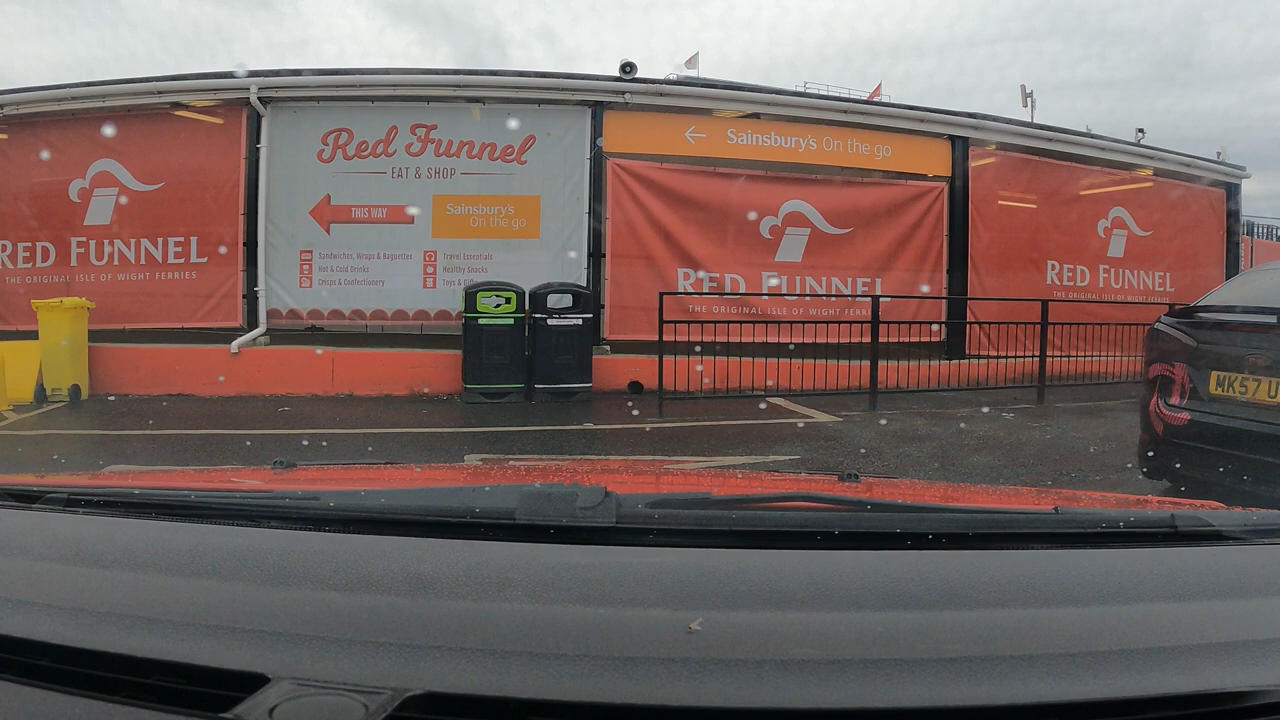 RED FUNNEL
THE ORIGINAL ISLE OF WIGHT FERRIES
Red Funnel
EAT & SHOP
THIS WAY
Sainsbury's
On the go
Sandwiches, Wraps & Baguettes
Hot & Cold Drinks
Crisps & Confectionery
Travel Essentials
Healthy Snacks
Toys &
← Sainsbury's On the go
RED FUNNEL
THE ORIGINAL ISLE OF WIGHT FERRIES
RED FUNNEL
THE ORIGINAL ISLE OF WIGHT FERRIES
MK57 U